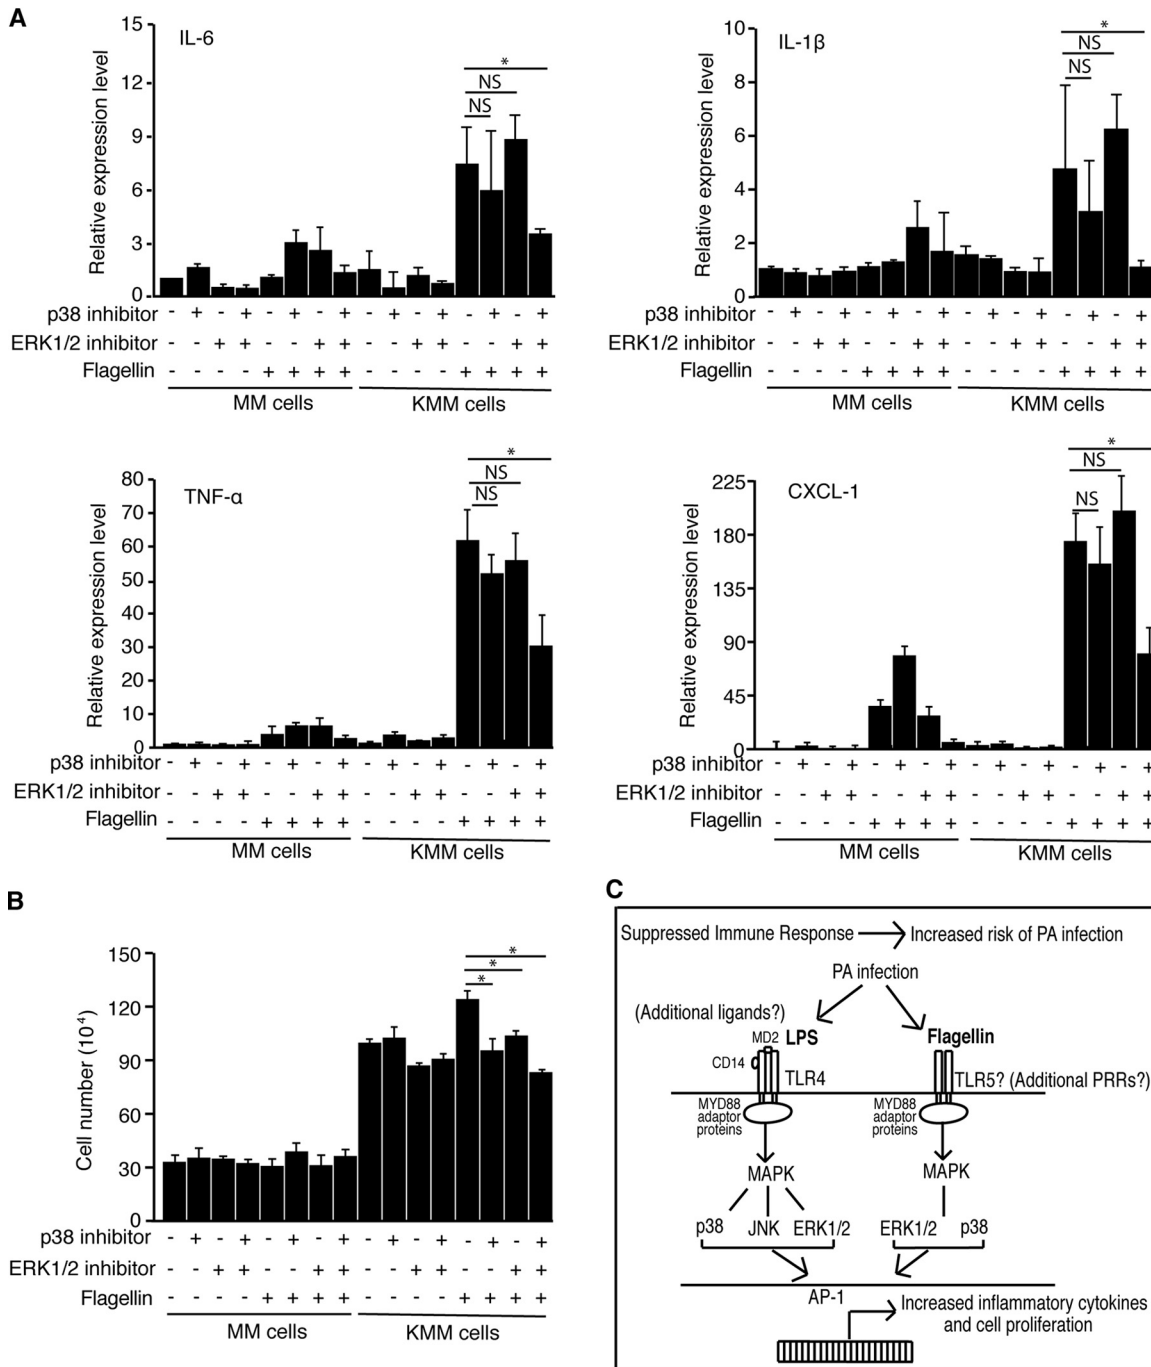 A
IL-6
Relative expression level
15
12
9
6
3
0
*
NS
NS
p38 inhibitor - + - + - + - + - + - + - + - +
ERK1/2 inhibitor - - + + - - + + - - + + - - + +
Flagellin - - - - + + + + - - - - + + + +
MM cells KMM cells
IL-1β
Relative expression level
10
8
6
4
2
0
*
NS
NS
p38 inhibitor - + - + - + - + - + - + - + - +
ERK1/2 inhibitor - - + + - - + + - - + + - - + +
Flagellin - - - - + + + + - - - - + + + +
MM cells KMM cells
TNF-α
Relative expression level
80
70
60
50
40
30
20
10
0
*
NS
NS
p38 inhibitor - + - + - + - + - + - + - + - +
ERK1/2 inhibitor - - + + - - + + - - + + - - + +
Flagellin - - - - + + + + - - - - + + + +
MM cells KMM cells
CXCL-1
Relative expression level
225
180
135
90
45
0
*
NS
NS
p38 inhibitor - + - + - + - + - + - + - + - +
ERK1/2 inhibitor - - + + - - + + - - + + - - + +
Flagellin - - - - + + + + - - - - + + + +
MM cells KMM cells
B
Cell number (10⁴)
150
120
90
60
30
0
*
*
*
p38 inhibitor - + - + - + - + - + - + - + - +
ERK1/2 inhibitor - - + + - - + + - - + + - - + +
Flagellin - - - - + + + + - - - - + + + +
MM cells KMM cells
C
Suppressed Immune Response Increased risk of PA infection
PA infection
(Additional ligands?)
MD2 LPS Flagellin
CD14 TLR4 TLR5? (Additional PRRs?)
MYD88 MYD88
adaptor adaptor
proteins proteins
MAPK MAPK
p38 JNK ERK1/2 ERK1/2 p38
AP-1
Increased inflammatory cytokines
and cell proliferation